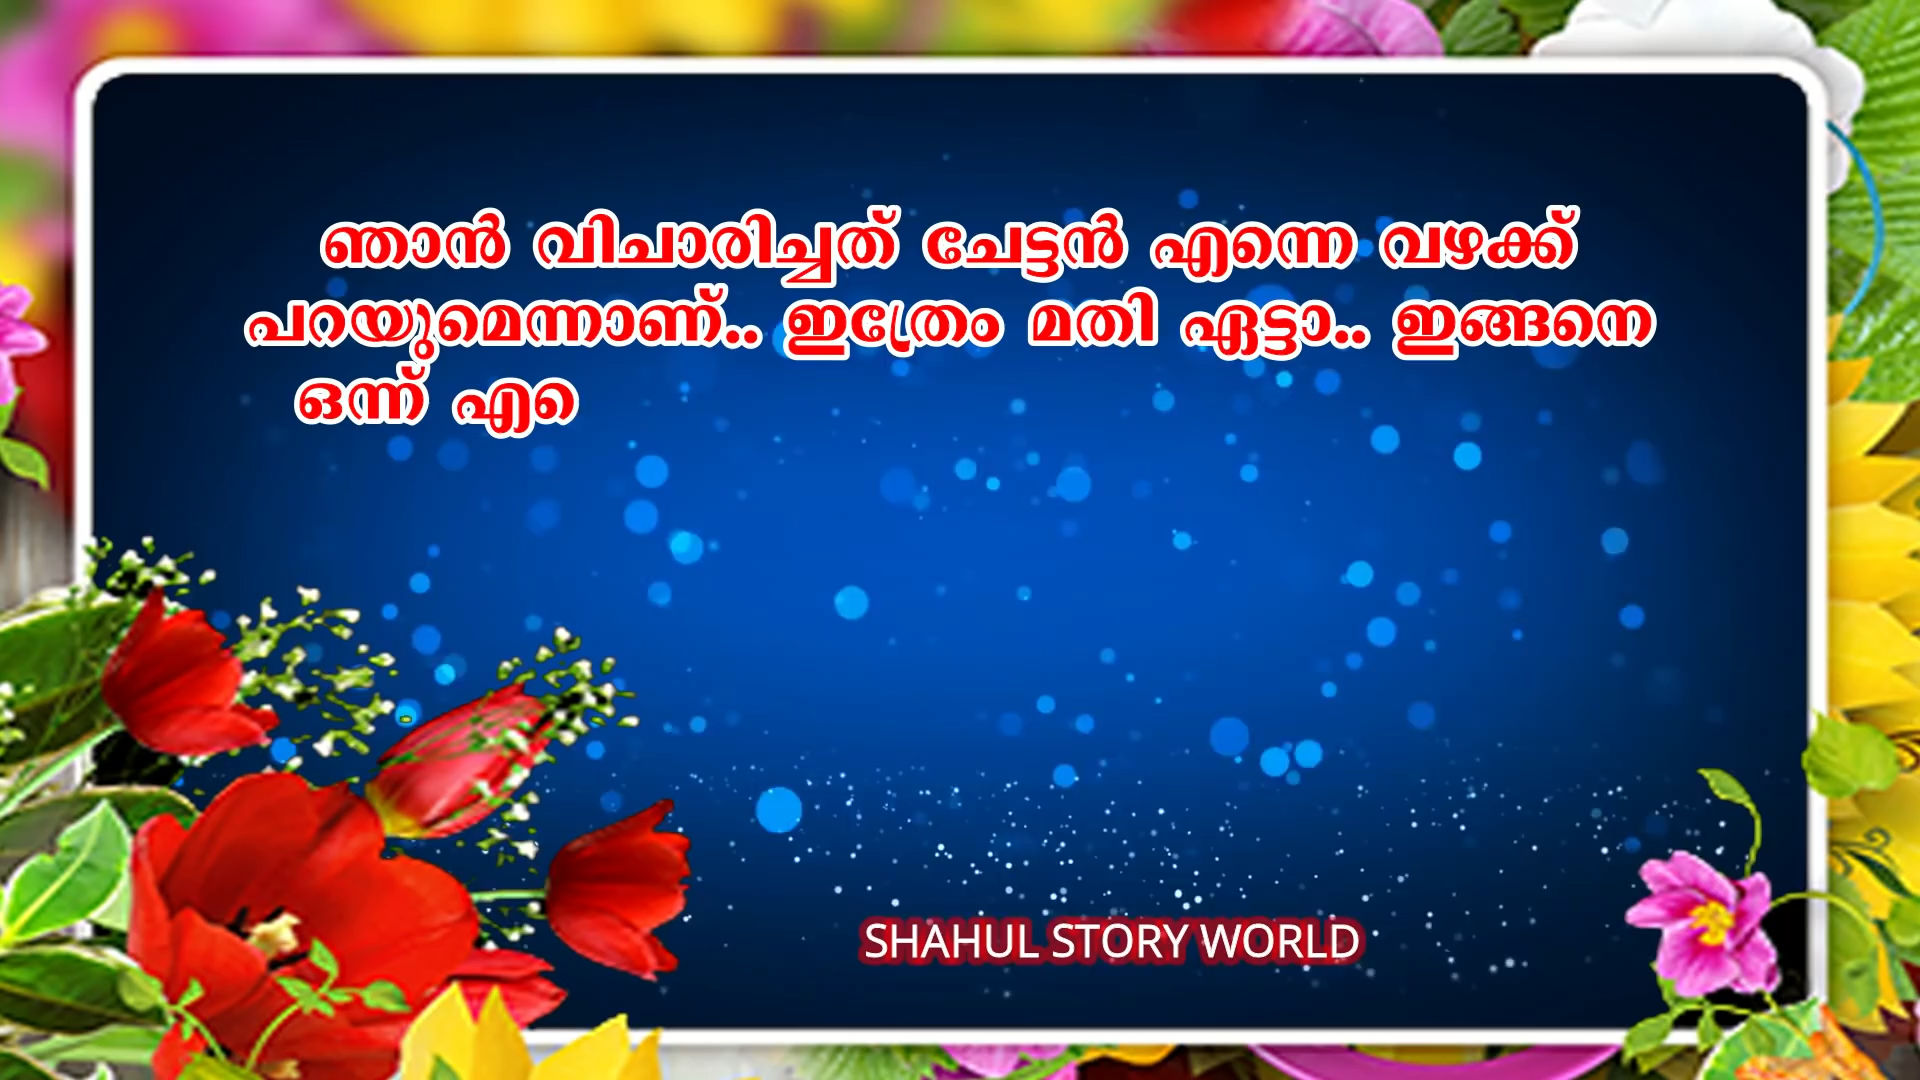 ഞാൻ വിചാരിച്ചത് ചേട്ടൻ എന്നെ വഴക്ക്
പറയുമെന്നാണ്.. ഇത്രേം മതി ഏട്ടാ.. ഇങ്ങനെ
ഒന്ന് എെ
SHAHUL STORY WORLD